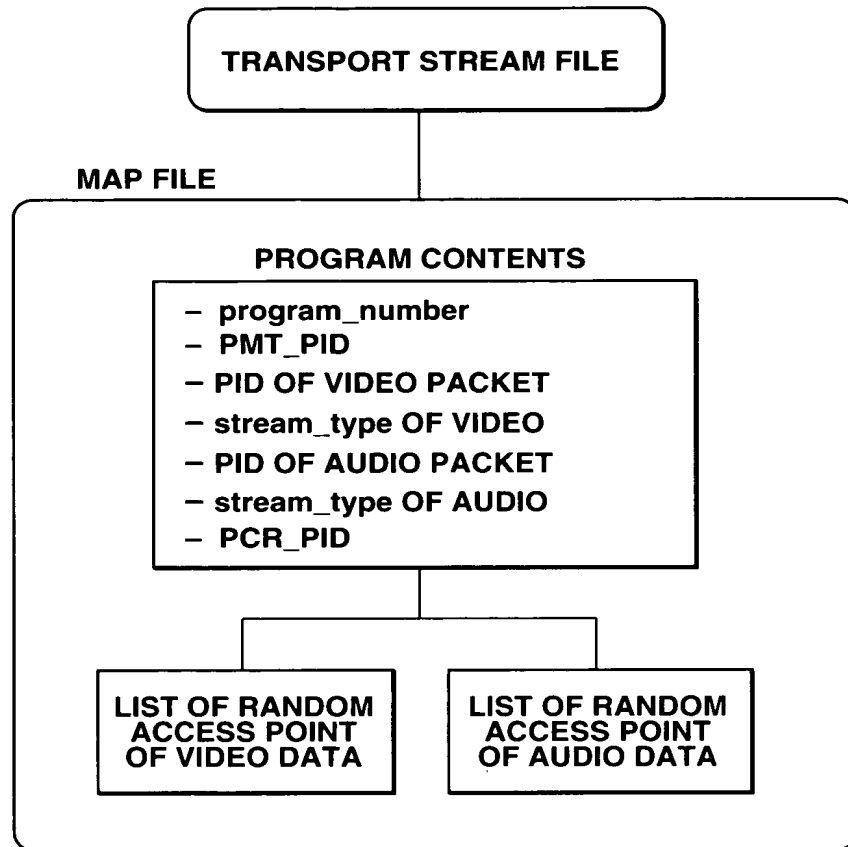 TRANSPORT STREAM FILE
MAP FILE
PROGRAM CONTENTS
– program_number
– PMT_PID
– PID OF VIDEO PACKET
– stream_type OF VIDEO
– PID OF AUDIO PACKET
– stream_type OF AUDIO
– PCR_PID
LIST OF RANDOM
ACCESS POINT
OF VIDEO DATA
LIST OF RANDOM
ACCESS POINT
OF AUDIO DATA